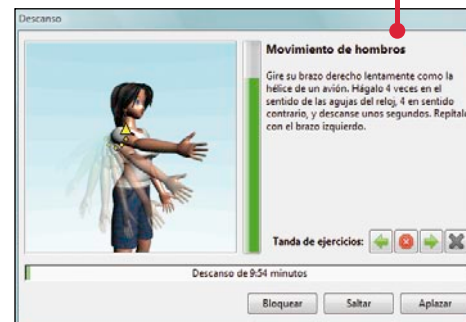 Descanso
Movimiento de hombros
Gire su brazo derecho lentamente como la
hélice de un avión. Hágalo 4 veces en el
sentido de las agujas del reloj, 4 en sentido
contrario, y descanse unos segundos. Repítalo
con el brazo izquierdo.
Tanda de ejercicios:
Descanso de 9:54 minutos
Bloquear Saltar Aplazar